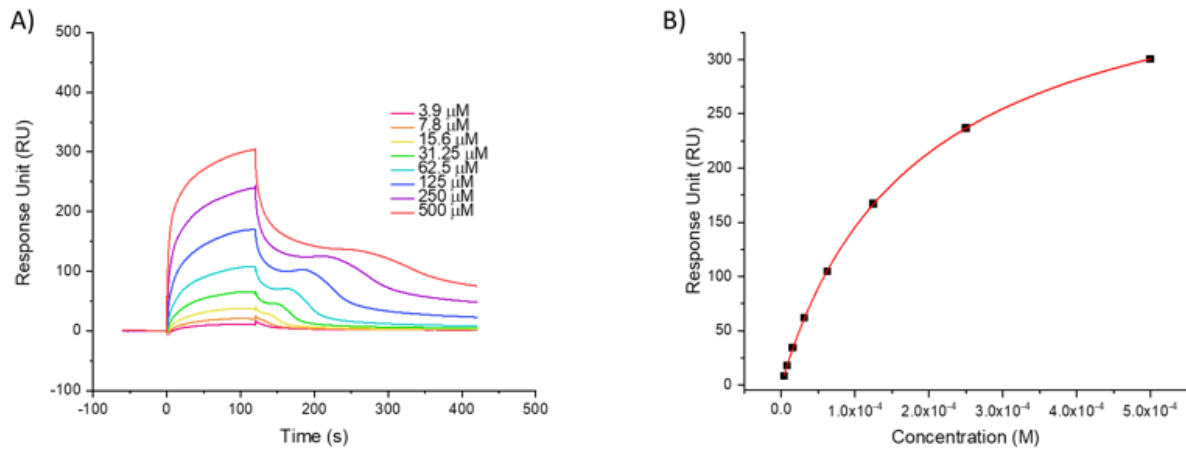 A)
500
400
300
200
100
0
-100
Response Unit (RU)
3.9 μM
7.8 μM
15.6 μM
31.25 μM
62.5 μM
125 μM
250 μM
500 μM
-100
0
100
200
300
400
500
Time (s)
B)
300
250
200
150
100
50
0
Response Unit (RU)
0.0
1.0x10⁻⁴
2.0x10⁻⁴
3.0x10⁻⁴
4.0x10⁻⁴
5.0x10⁻⁴
Concentration (M)